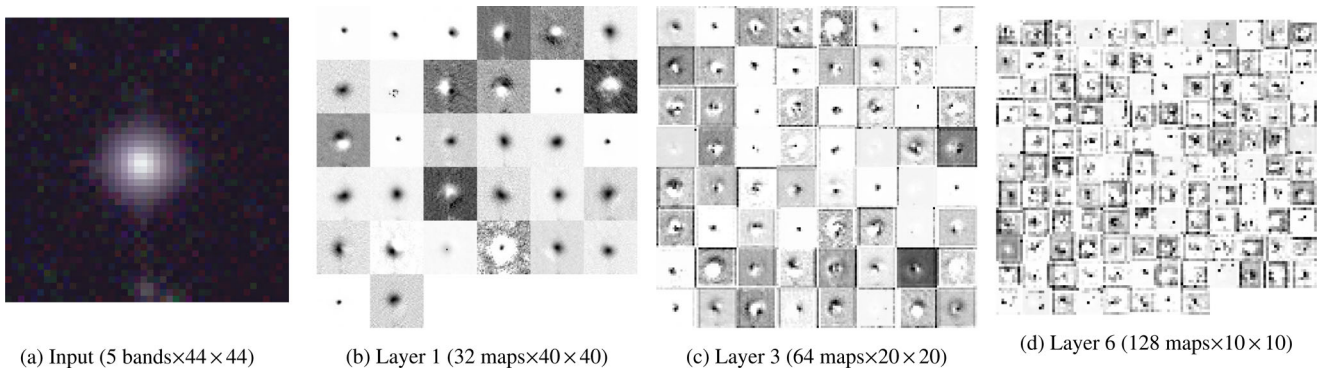 (a) Input (5 bands×44×44)
(b) Layer 1 (32 maps×40×40)
(c) Layer 3 (64 maps×20×20)
(d) Layer 6 (128 maps×10×10)